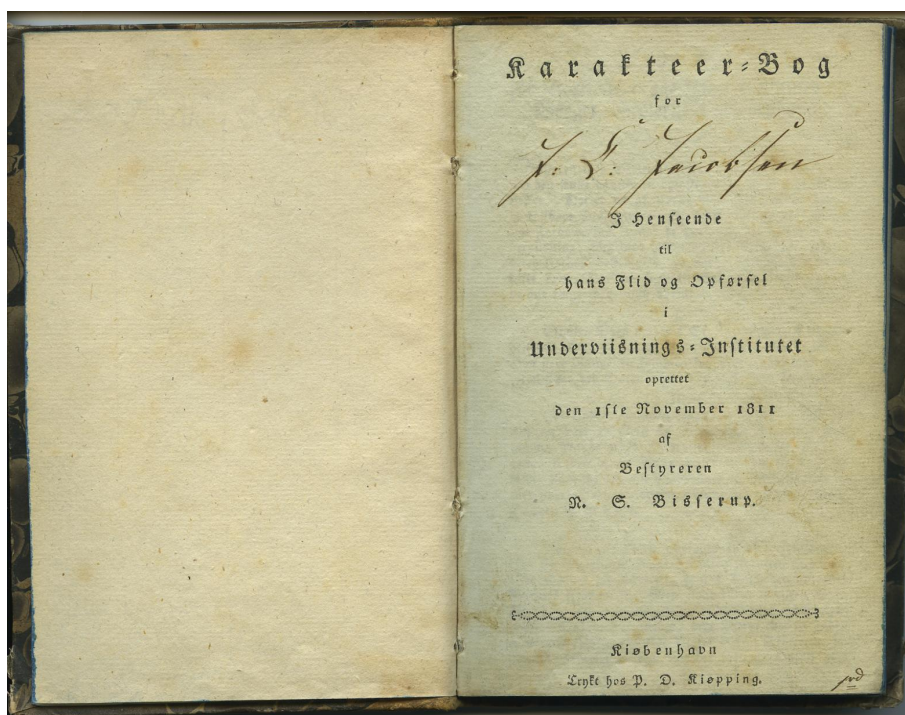 Karakteer-Bog
for
J. C. Jacobsen
I Henseende
til
hans Flid og Opførsel
i
Underviisnings-Institutet
oprettet
den 1ste November 1811
af
Bestyreren
N. S. Bisserup.
Kiøbenhavn
Trykt hos P. D. Kiøpping.